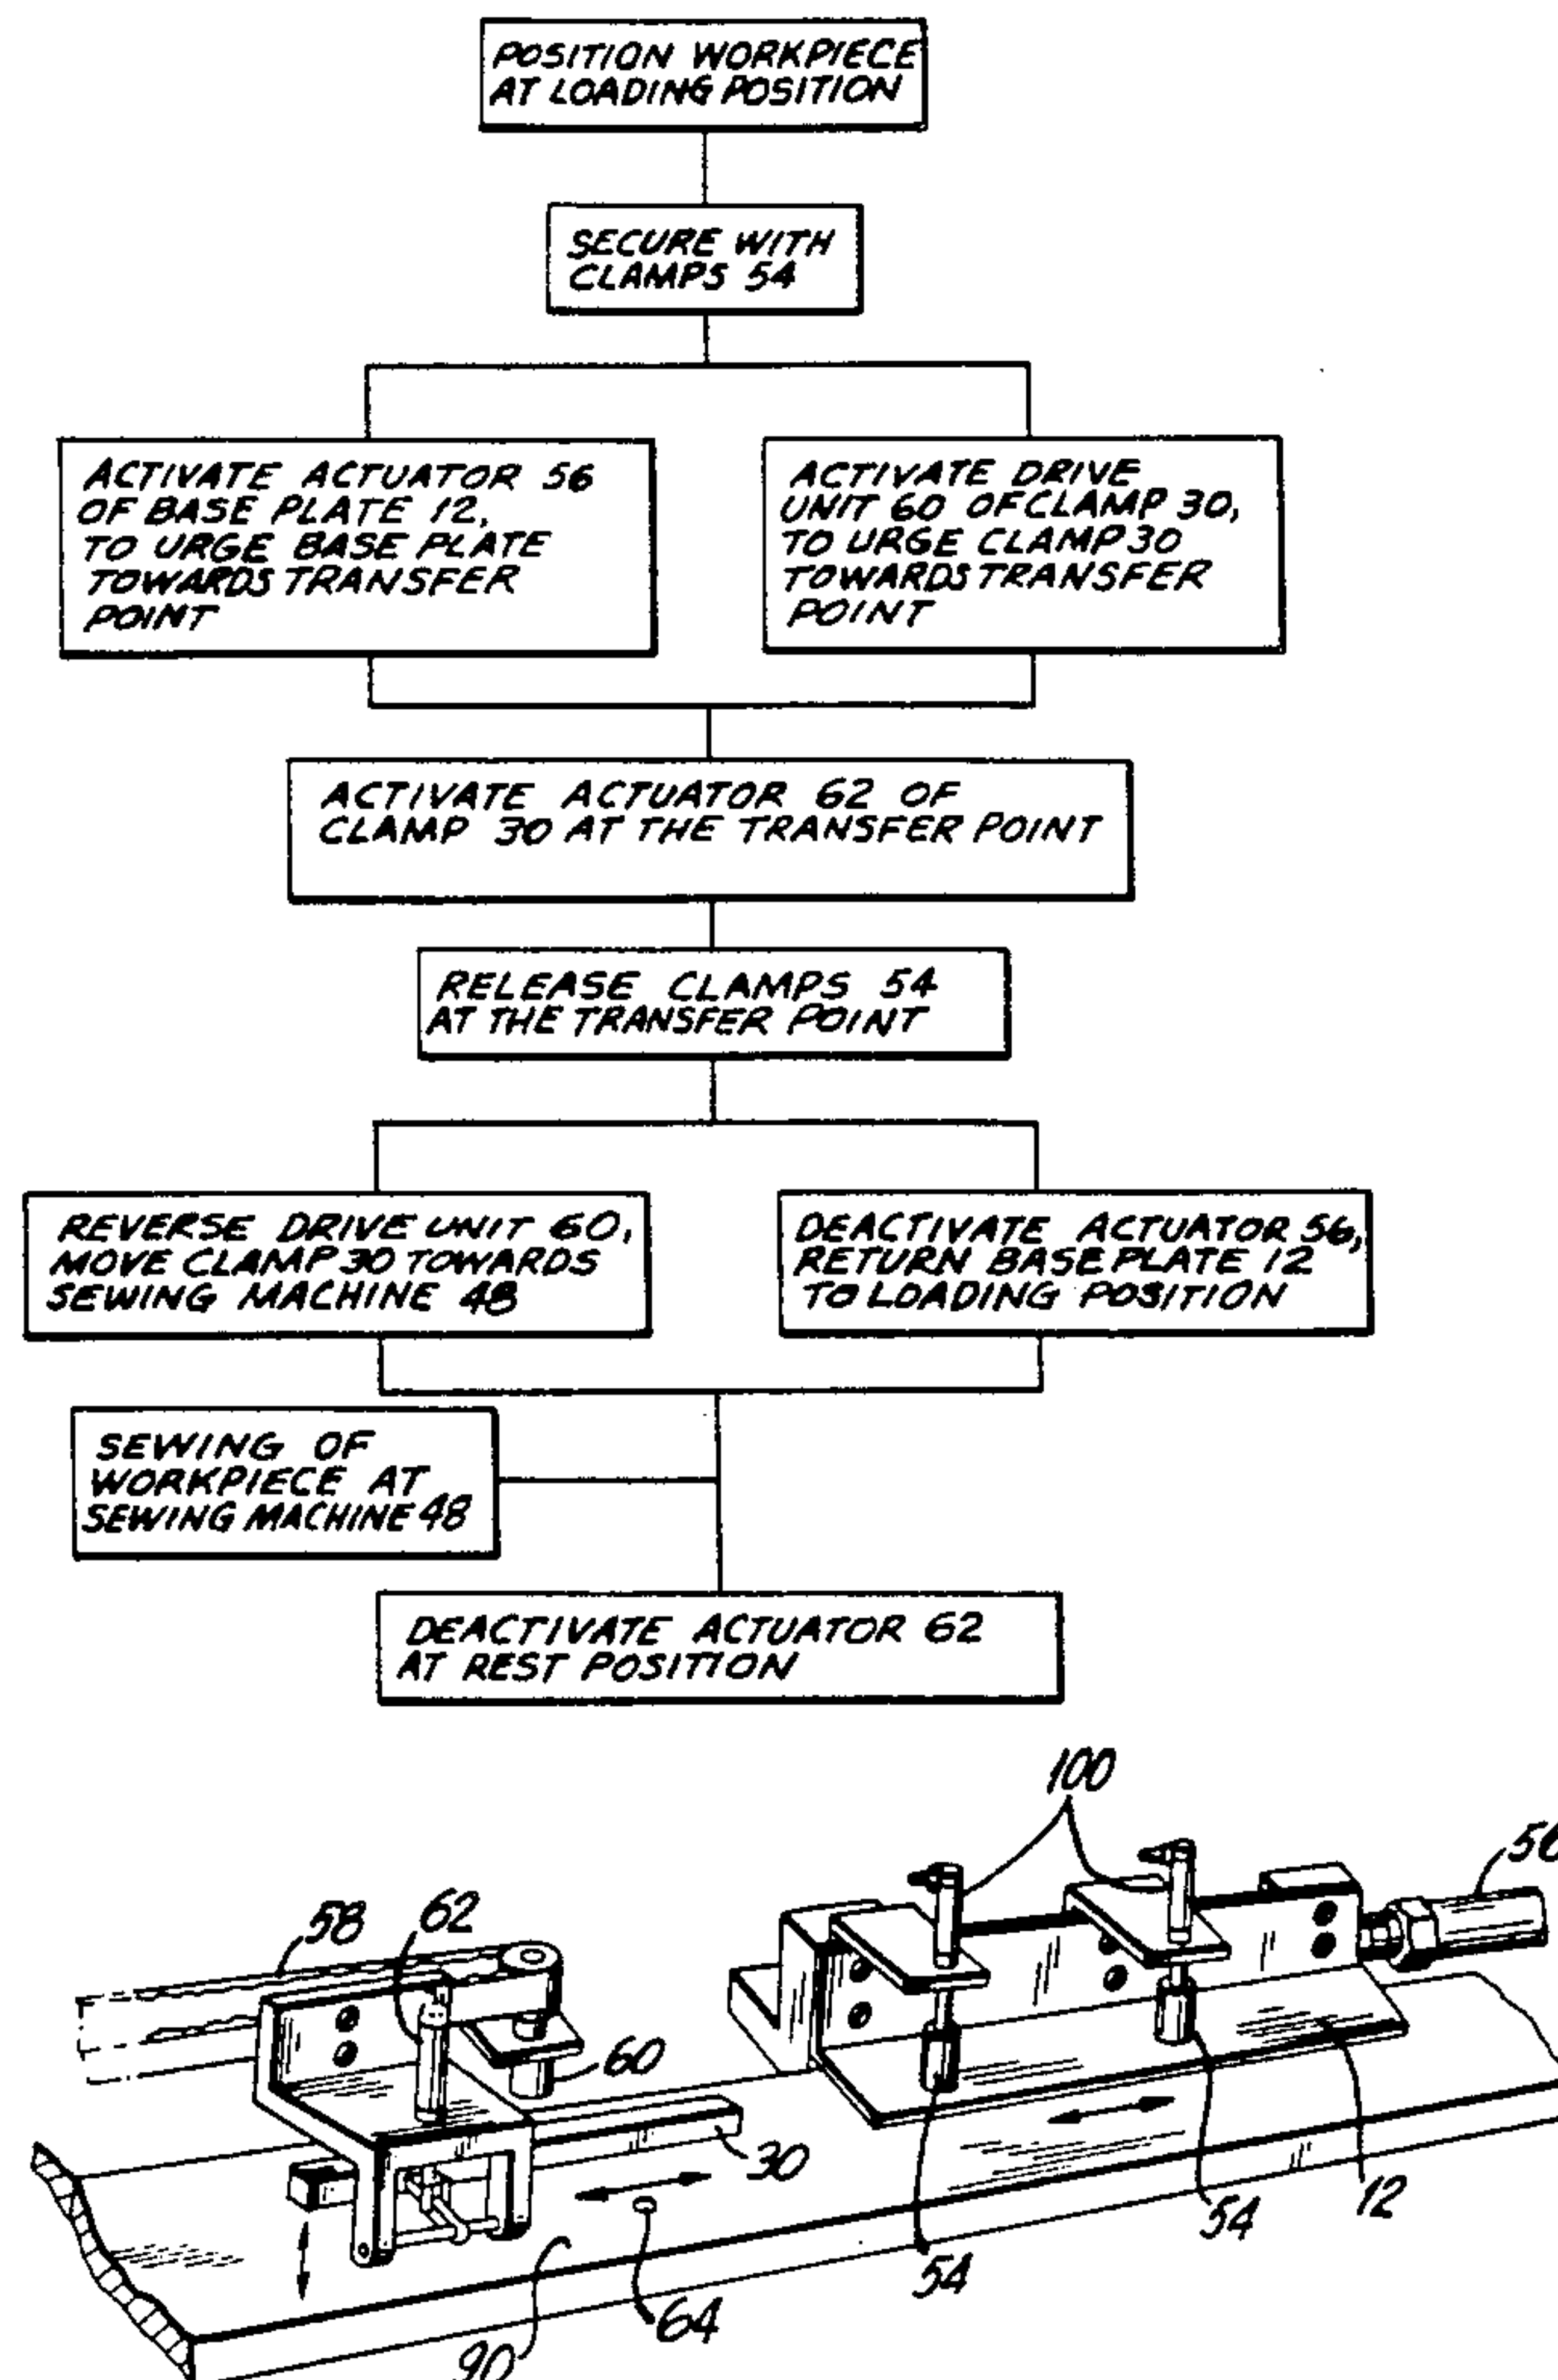 POSITION WORKPIECE
AT LOADING POSITION
SECURE WITH
CLAMPS 54
ACTIVATE ACTUATOR 56
OF BASE PLATE 12,
TO URGE BASE PLATE
TOWARDS TRANSFER
POINT
ACTIVATE DRIVE
UNIT 60 OF CLAMP 30,
TO URGE CLAMP 30
TOWARDS TRANSFER
POINT
ACTIVATE ACTUATOR 62 OF
CLAMP 30 AT THE TRANSFER POINT
RELEASE CLAMPS 54
AT THE TRANSFER POINT
REVERSE DRIVE UNIT 60,
MOVE CLAMP 30 TOWARDS
SEWING MACHINE 48
DEACTIVATE ACTUATOR 56,
RETURN BASE PLATE 12
TO LOADING POSITION
SEWING OF
WORKPIECE AT
SEWING MACHINE 48
DEACTIVATE ACTUATOR 62
AT REST POSITION
100
56
58
62
60
30
12
54
54
64
90